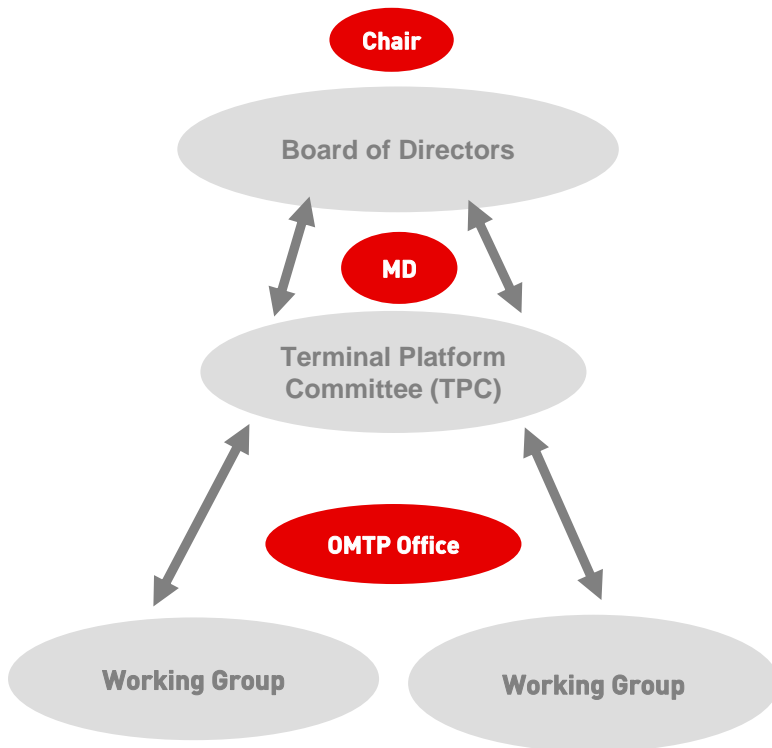 Chair
Board of Directors
MD
Terminal Platform
Committee (TPC)
OMTP Office
Working Group
Working Group